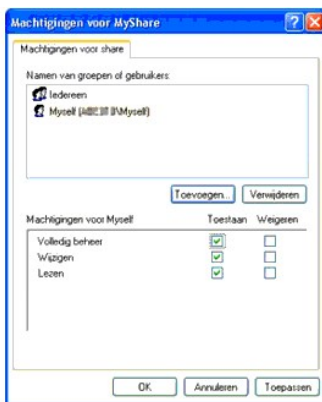 Machtigingen voor MyShare
Machtigingen voor share
Namen van groepen of gebruikers:
Iedereen
Myself (\Myself)
Toevoegen... Verwijderen
Machtigingen voor Myself Toestaan Weigeren
Volledig beheer
Wijzigen
Lezen
OK Annuleren Toepassen